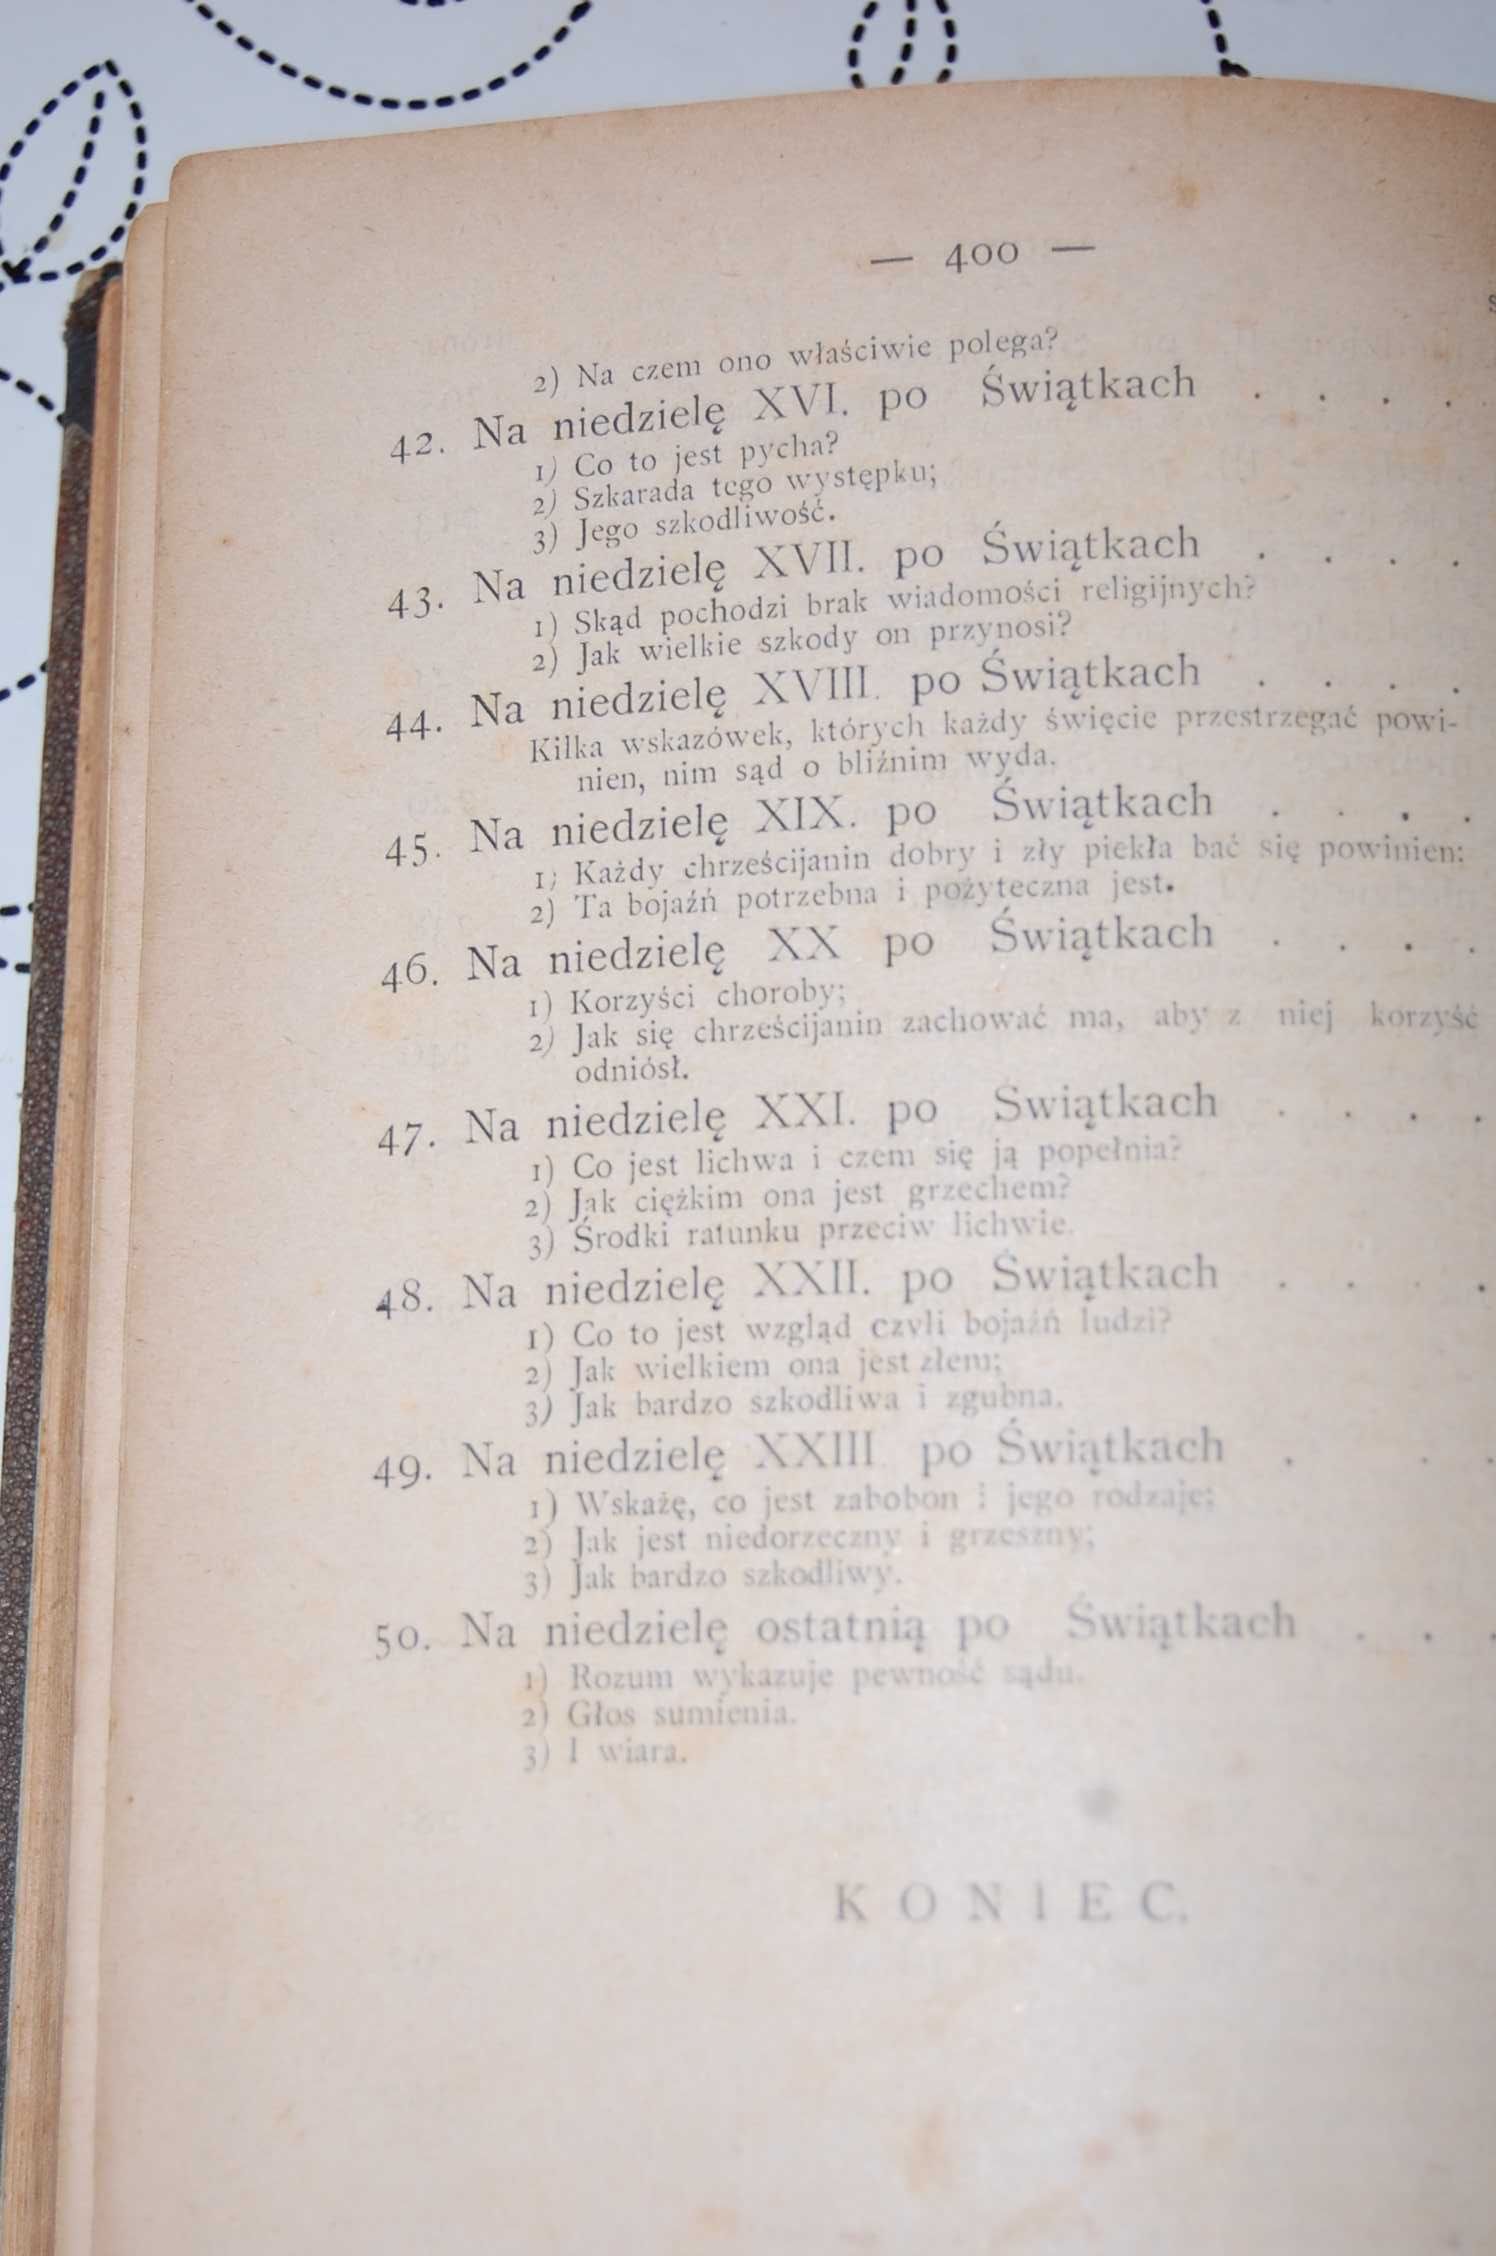 — 400 —
2) Na czem ono właściwie polega?
42. Na niedzielę XVI. po Świątkach . . . .
1) Co to jest pycha?
2) Szkarada tego występku;
3) Jego szkodliwość.
43. Na niedzielę XVII. po Świątkach . . . .
1) Skąd pochodzi brak wiadomości religijnych?
2) Jak wielkie szkody on przynosi?
44. Na niedzielę XVIII. po Świątkach . . . .
Kilka wskazówek, których każdy święcie przestrzegać powi-
nien, nim sąd o bliźnim wyda.
45. Na niedzielę XIX. po Świątkach . . . .
1) Każdy chrześcijanin dobry i zły piekła bać się powinien:
2) Ta bojaźń potrzebna i pożyteczna jest.
46. Na niedzielę XX po Świątkach . . . .
1) Korzyści choroby;
2) Jak się chrześcijanin zachować ma, aby z niej korzyść
odniósł.
47. Na niedzielę XXI. po Świątkach . . . .
1) Co jest lichwa i czem się ją popełnia?
2) Jak ciężkim ona jest grzechem?
3) Środki ratunku przeciw lichwie.
48. Na niedzielę XXII. po Świątkach . . . .
1) Co to jest wzgląd czyli bojaźń ludzi?
2) Jak wielkiem ona jest złem;
3) Jak bardzo szkodliwa i zgubna.
49. Na niedzielę XXIII po Świątkach . . .
1) Wskażę, co jest zabobon i jego rodzaje;
2) Jak jest niedorzeczny i grzeszny;
3) Jak bardzo szkodliwy.
50. Na niedzielę ostatnią po Świątkach . . .
1) Rozum wykazuje pewność sądu.
2) Głos sumienia.
3) I wiara.
KONIEC.